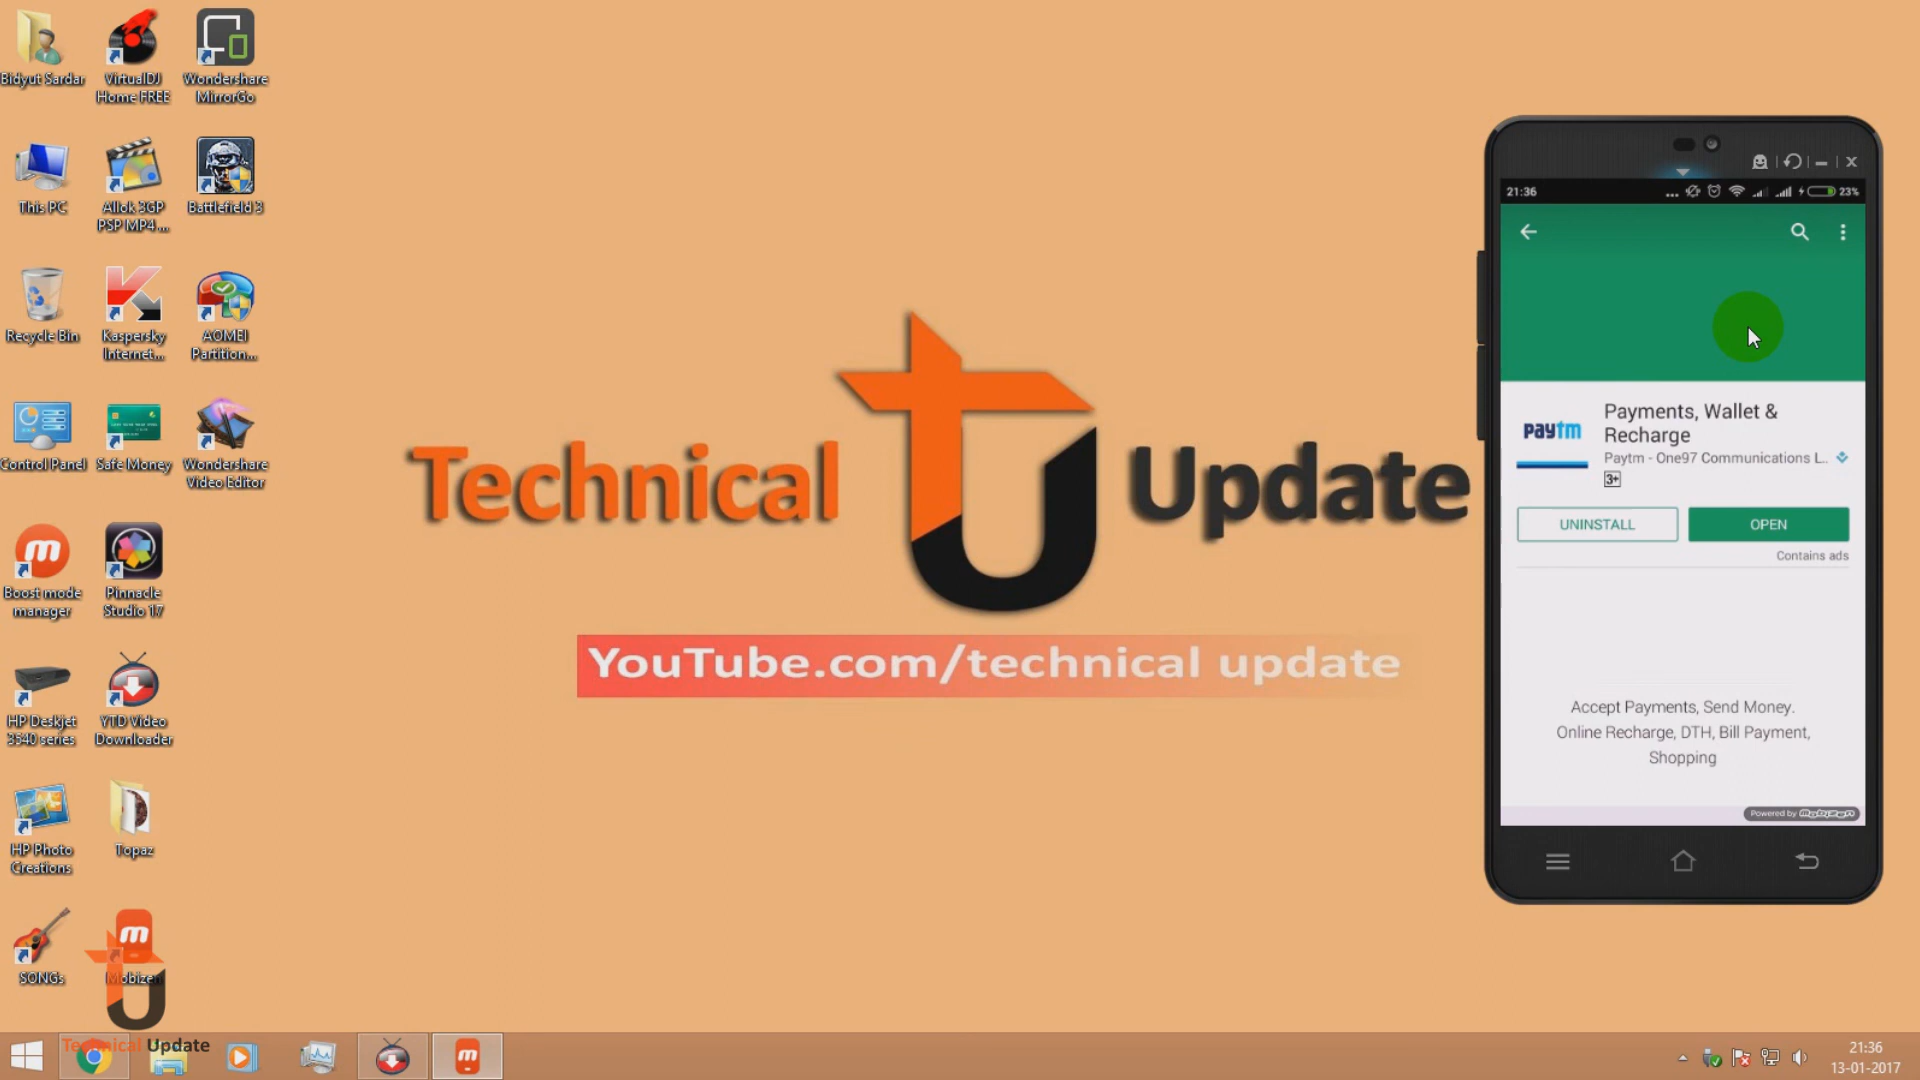 Bidyut Sardar
VirtualDJ
Home FREE
Wondershare
MirrorGo
This PC
Allok 3GP
PSP MP4 ...
Battlefield 3
Recycle Bin
Kaspersky
Internet...
AOMEI
Partition...
Control Panel
Safe Money
Wondershare
Video Editor
Boost mode
manager
Pinnacle
Studio 17
HP Deskjet
3540 series
YTD Video
Downloader
HP Photo
Creations
Topaz
SONGs
Mobizen
Technical Update
Technical Update
YouTube.com/technical update
21:36
23%
paytm
Payments, Wallet &
Recharge
Paytm - One97 Communications L..
3+
UNINSTALL
OPEN
Contains ads
Accept Payments, Send Money.
Online Recharge, DTH, Bill Payment,
Shopping
Powered by mobizen
21:36
13-01-2017